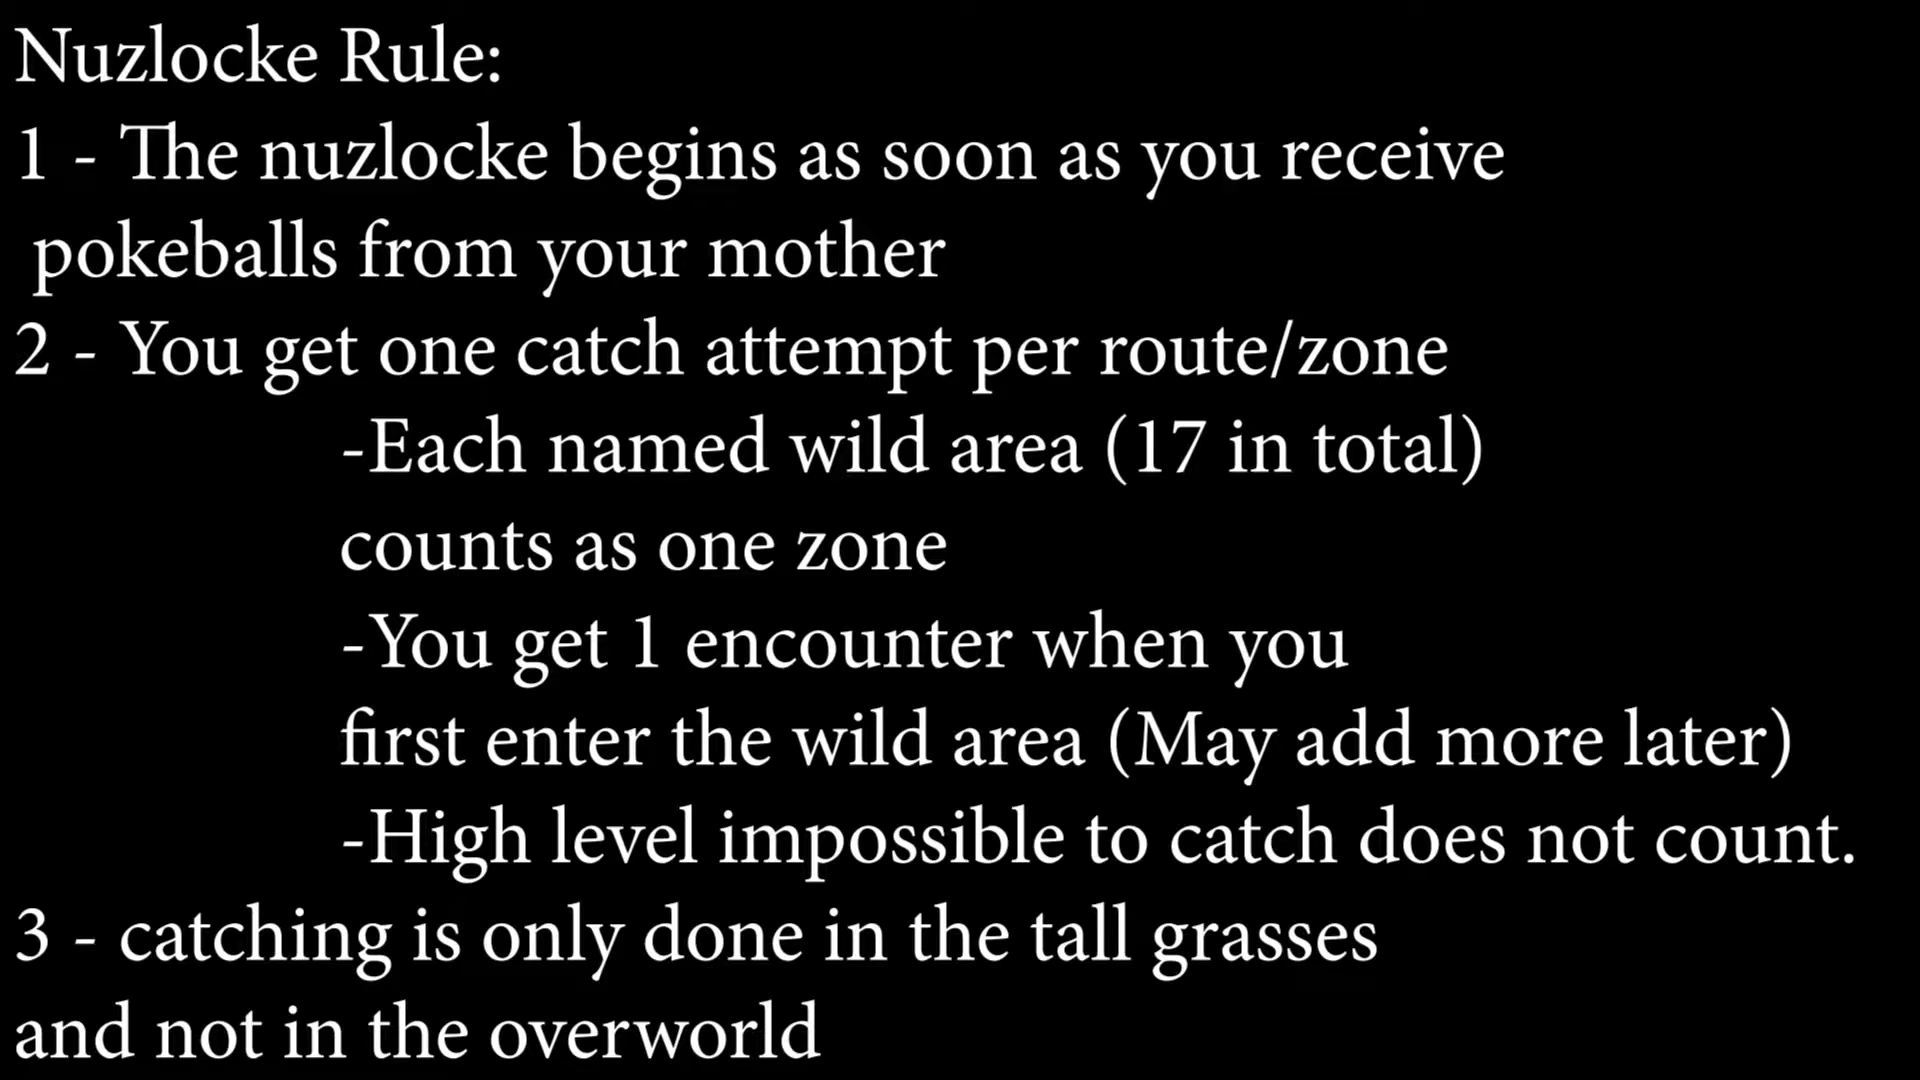 Nuzlocke Rule:
1 - The nuzlocke begins as soon as you receive
pokeballs from your mother
2 - You get one catch attempt per route/zone
-Each named wild area (17 in total)
counts as one zone
-You get 1 encounter when you
first enter the wild area (May add more later)
-High level impossible to catch does not count.
3 - catching is only done in the tall grasses
and not in the overworld